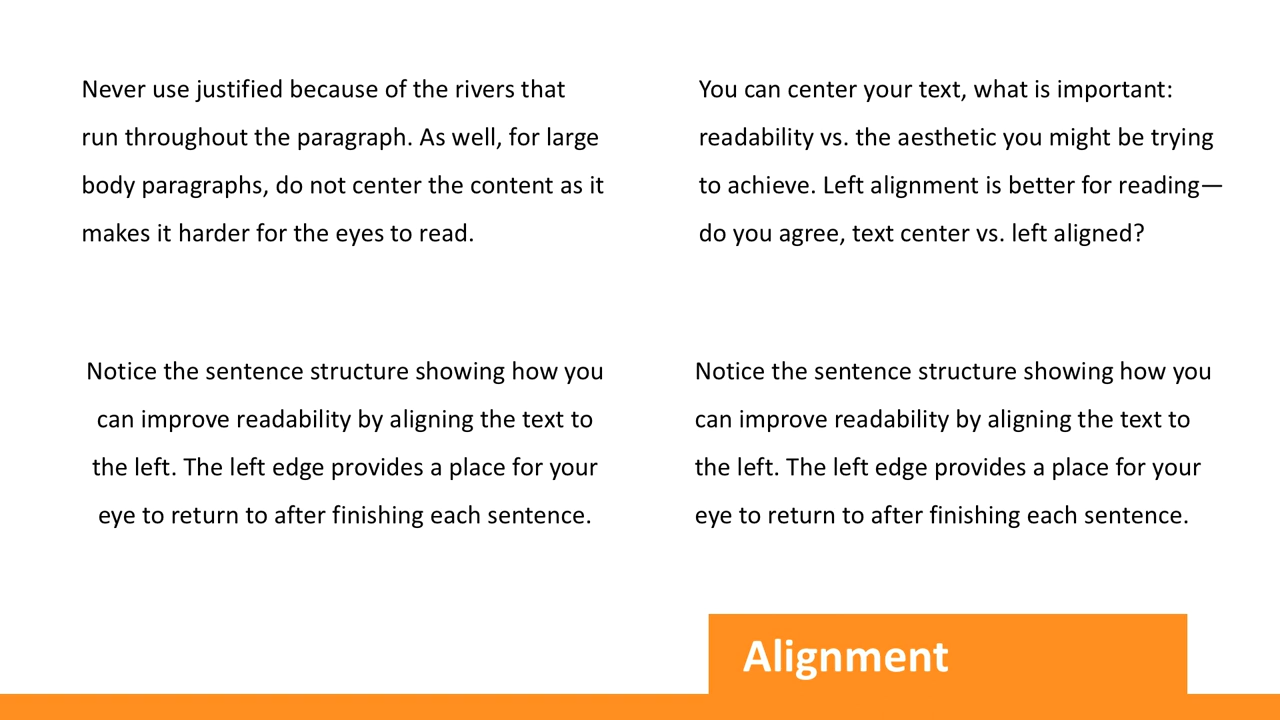 Never use justified because of the rivers that
run throughout the paragraph. As well, for large
body paragraphs, do not center the content as it
makes it harder for the eyes to read.
You can center your text, what is important:
readability vs. the aesthetic you might be trying
to achieve. Left alignment is better for reading—
do you agree, text center vs. left aligned?
Notice the sentence structure showing how you
can improve readability by aligning the text to
the left. The left edge provides a place for your
eye to return to after finishing each sentence.
Notice the sentence structure showing how you
can improve readability by aligning the text to
the left. The left edge provides a place for your
eye to return to after finishing each sentence.
Alignment